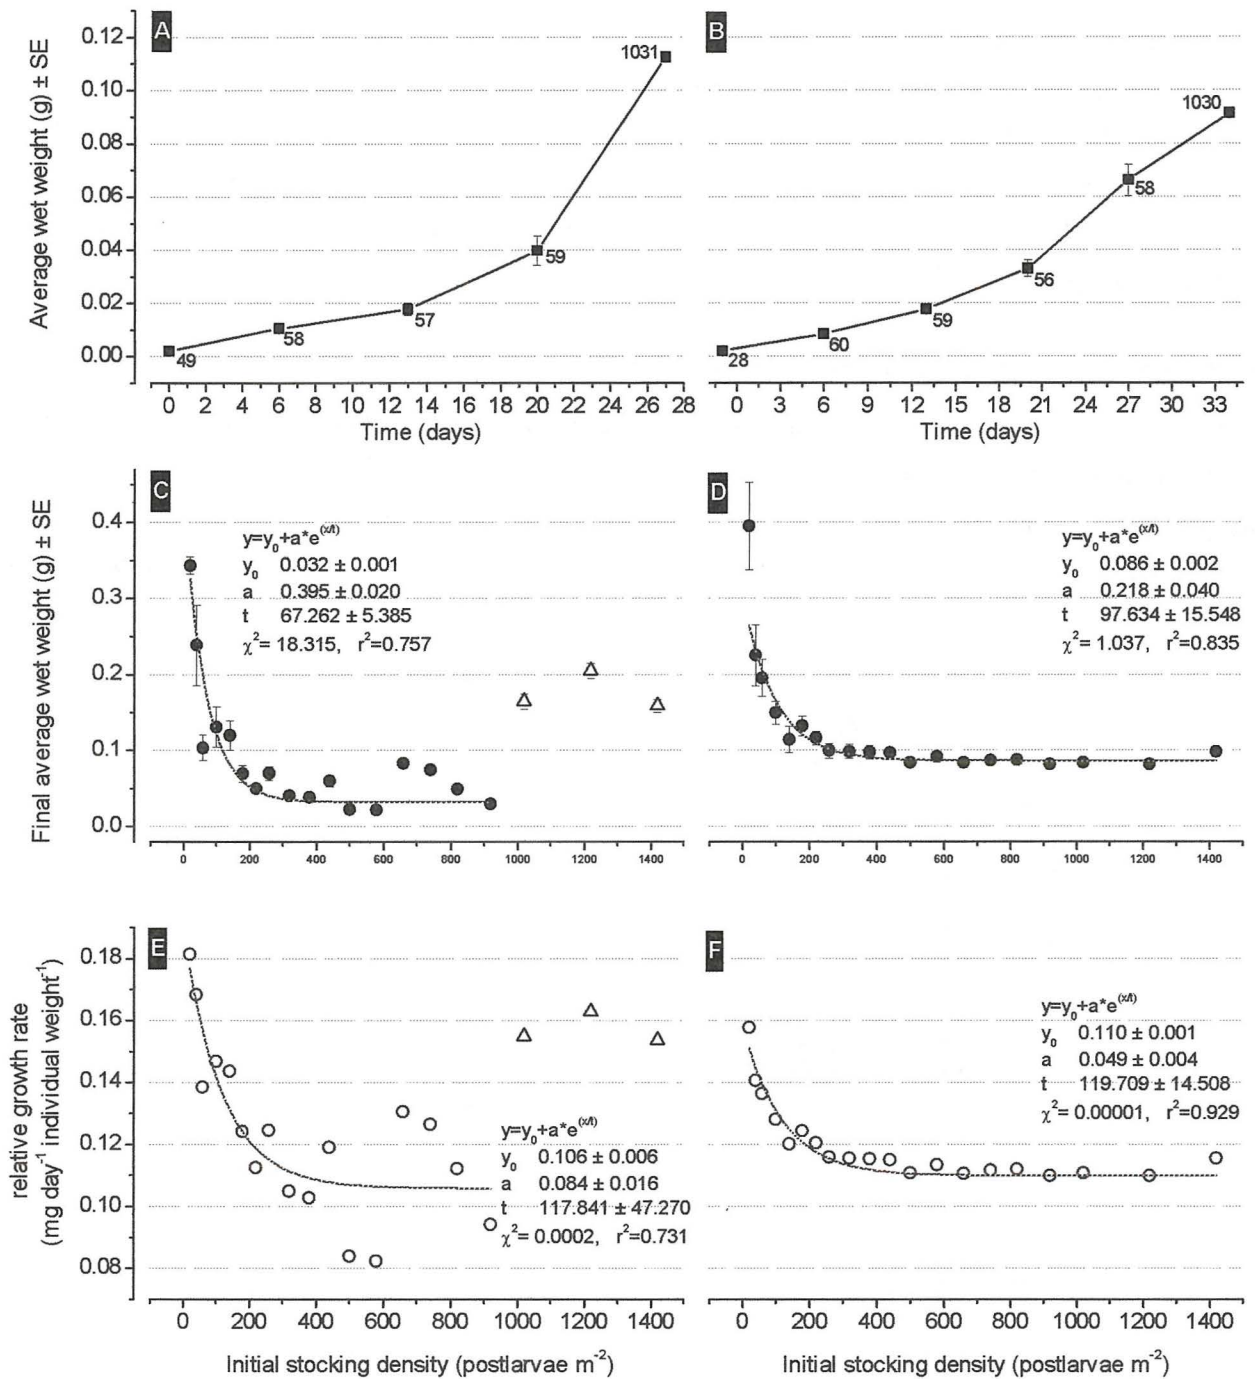 A
B
Average wet weight (g) ± SE
0.12
0.10
0.08
0.06
0.04
0.02
0.00
49
58
57
59
1031
28
60
59
56
58
1030
0 2 4 6 8 10 12 14 16 18 20 22 24 26 28
Time (days)
0 3 6 9 12 15 18 21 24 27 30 33
Time (days)
C
D
Final average wet weight (g) ± SE
0.4
0.3
0.2
0.1
0.0
y=y₀+a*e^(x/t)
y₀ 0.032 ± 0.001
a 0.395 ± 0.020
t 67.262 ± 5.385
χ²= 18.315, r²=0.757
y=y₀+a*e^(x/t)
y₀ 0.086 ± 0.002
a 0.218 ± 0.040
t 97.634 ± 15.548
χ²= 1.037, r²=0.835
0 200 400 600 800 1000 1200 1400
0 200 400 600 800 1000 1200 1400
E
F
relative growth rate
(mg day⁻¹ individual weight⁻¹)
0.18
0.16
0.14
0.12
0.10
0.08
y=y₀+a*e^(x/t)
y₀ 0.106 ± 0.006
a 0.084 ± 0.016
t 117.841 ± 47.270
χ²= 0.0002, r²=0.731
y=y₀+a*e^(x/t)
y₀ 0.110 ± 0.001
a 0.049 ± 0.004
t 119.709 ± 14.508
χ²= 0.00001, r²=0.929
0 200 400 600 800 1000 1200 1400
Initial stocking density (postlarvae m⁻²)
0 200 400 600 800 1000 1200 1400
Initial stocking density (postlarvae m⁻²)